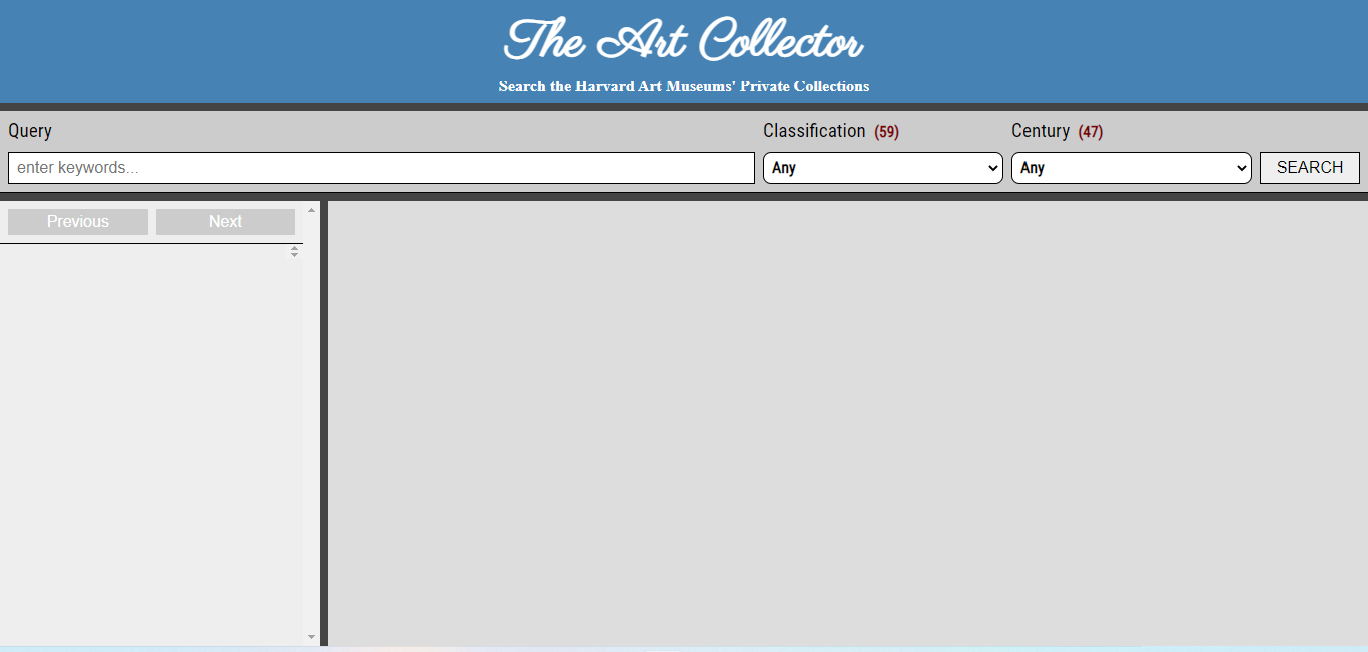 The Art Collector
Search the Harvard Art Museums' Private Collections
Query
Classification (59)
Century (47)
enter keywords...
Any
Any
SEARCH
Previous
Next